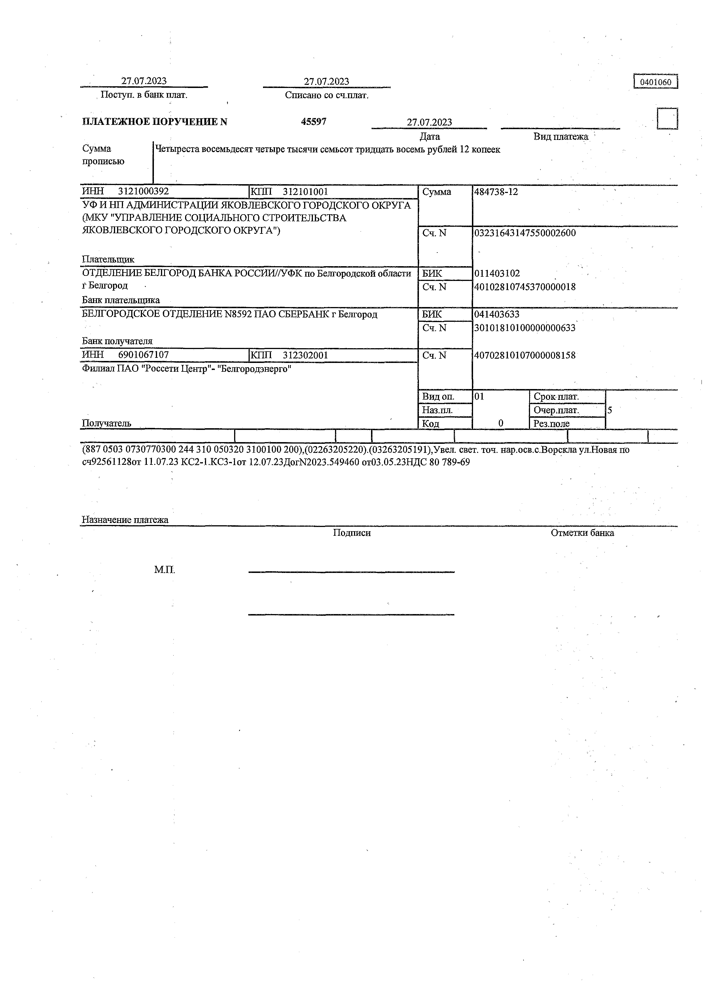 27.07.2023 27.07.2023 0401060
Поступ. в банк плат. Списано со сч.плат.
ПЛАТЕЖНОЕ ПОРУЧЕНИЕ N 45597 27.07.2023
Дата Вид платежа
Сумма Четыреста восемьдесят четыре тысячи семьсот тридцать восемь рублей 12 копеек
прописью
ИНН 3121000392 КПП 312101001 Сумма 484738-12
УФ И НП АДМИНИСТРАЦИИ ЯКОВЛЕВСКОГО ГОРОДСКОГО ОКРУГА
(МКУ "УПРАВЛЕНИЕ СОЦИАЛЬНОГО СТРОИТЕЛЬСТВА
ЯКОВЛЕВСКОГО ГОРОДСКОГО ОКРУГА") Сч. N 03231643147550002600
Плательщик
ОТДЕЛЕНИЕ БЕЛГОРОД БАНКА РОССИИ//УФК по Белгородской области БИК 011403102
г Белгород Сч. N 40102810745370000018
Банк плательщика
БЕЛГОРОДСКОЕ ОТДЕЛЕНИЕ N8592 ПАО СБЕРБАНК г Белгород БИК 041403633
Сч. N 30101810100000000633
Банк получателя
ИНН 6901067107 КПП 312302001 Сч. N 40702810107000008158
Филиал ПАО "Россети Центр"- "Белгородэнерго"
Вид оп. 01 Срок плат.
Наз.пл. Очер.плат. 5
Получатель Код 0 Рез.поле
(887 0503 0730770300 244 310 050320 3100100 200),(02263205220).(03263205191),Увел. свет. точ. нар.осв.с.Ворскла ул.Новая по
сч92561128от 11.07.23 КС2-1.КС3-1от 12.07.23ДогN2023.549460 от03.05.23НДС 80 789-69
Назначение платежа
Подписи Отметки банка
М.П.